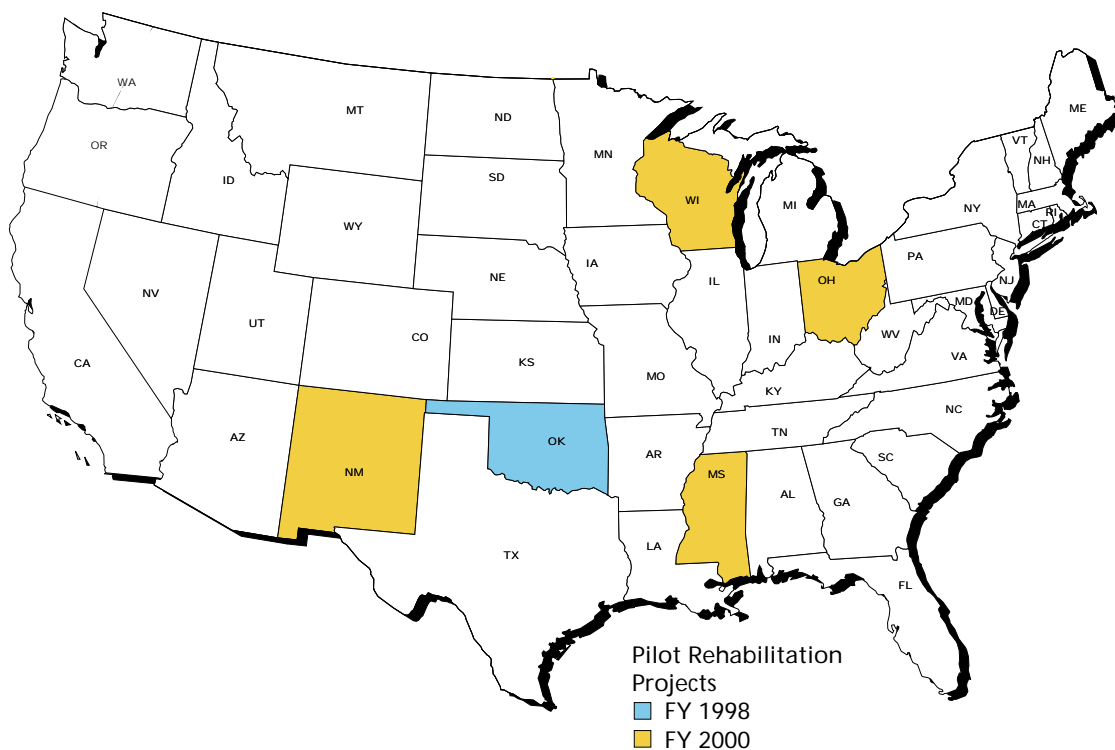 WA
MT
ND
MN
ME
OR
ID
SD
WI
MI
VT
NH
WY
NY
MA
RI
CT
NE
IA
PA
NJ
NV
UT
CO
IL
IN
OH
MD
DE
WV
VA
CA
KS
MO
KY
NC
AZ
NM
OK
AR
TN
SC
MS
AL
GA
TX
LA
FL
Pilot Rehabilitation
Projects
FY 1998
FY 2000